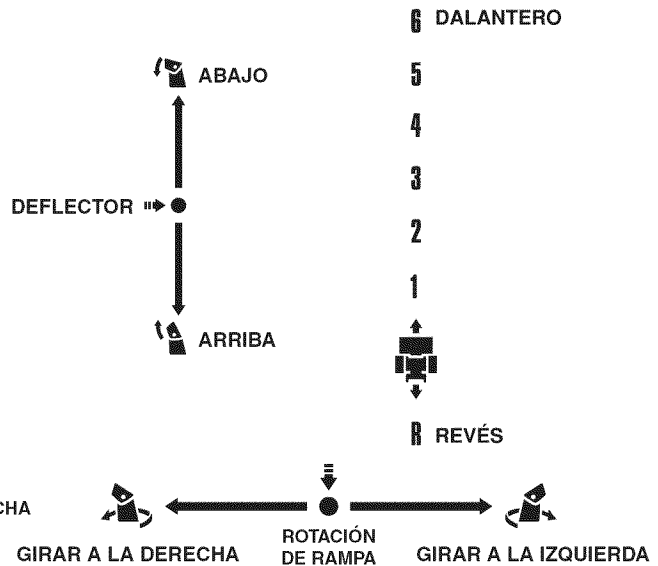 6 DALANTERO
ABAJO
5
4
3
DEFLECTOR
2
1
ARRIBA
R REVÉS
CHA
ROTACIÓN
DE RAMPA
GIRAR A LA DERECHA
GIRAR A LA IZQUIERDA